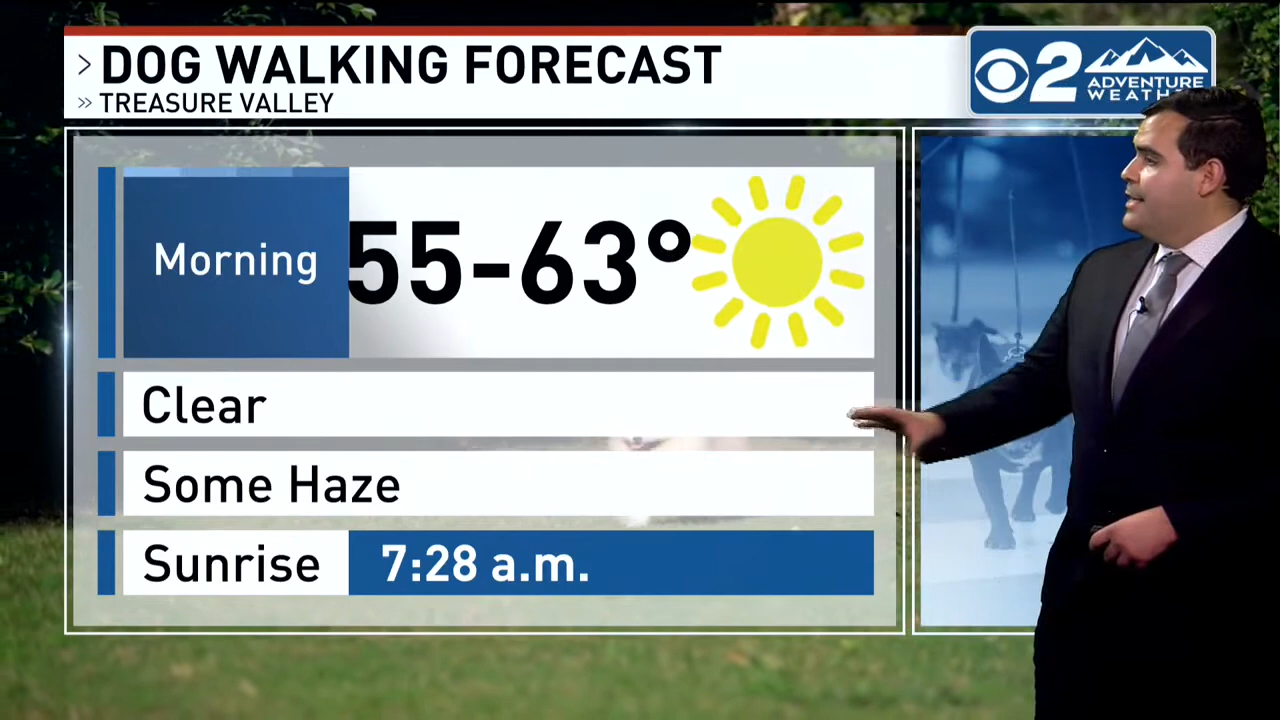 > DOG WALKING FORECAST
» TREASURE VALLEY
2
ADVENTURE
Morning
55-63°
Clear
Some Haze
Sunrise 7:28 a.m.